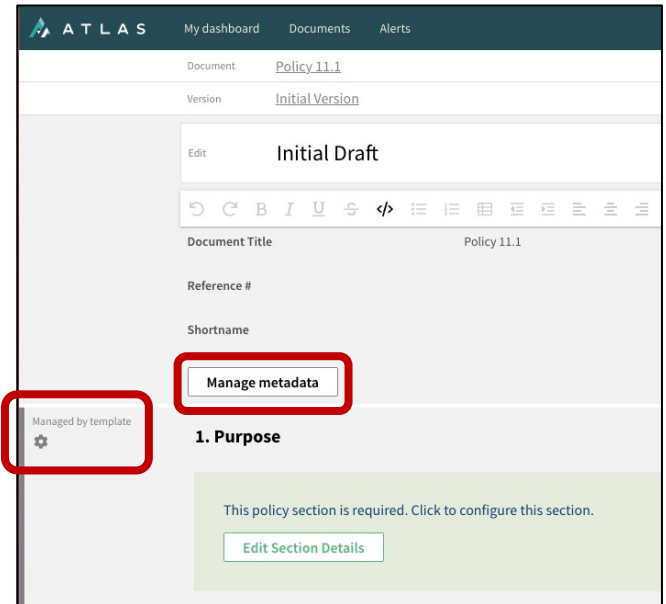 ATLAS My dashboard Documents Alerts
Document Policy 11.1
Version Initial Version
Edit Initial Draft
B I U S </>
Document Title Policy 11.1
Reference #
Shortname
Manage metadata
Managed by template
1. Purpose
This policy section is required. Click to configure this section.
Edit Section Details